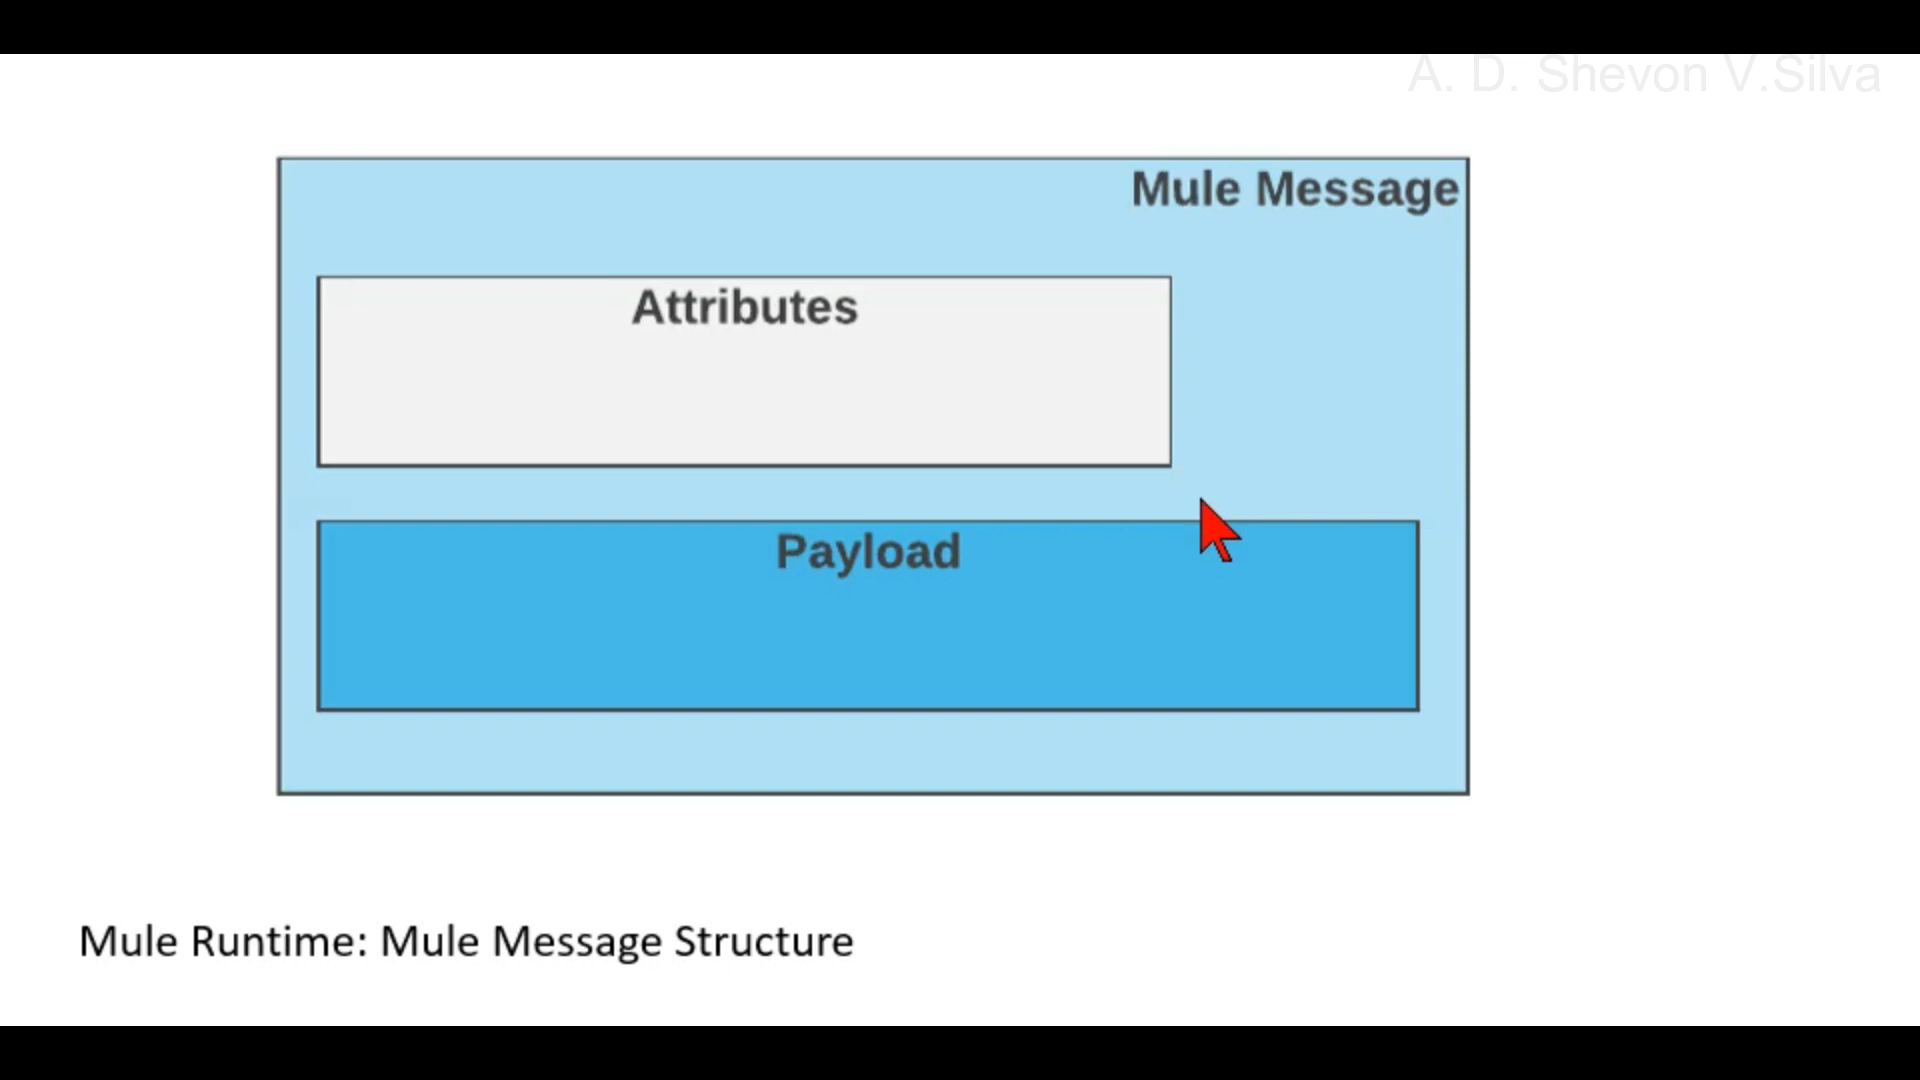 A. D. Shevon V.Silva
Mule Message
Attributes
Payload
Mule Runtime: Mule Message Structure